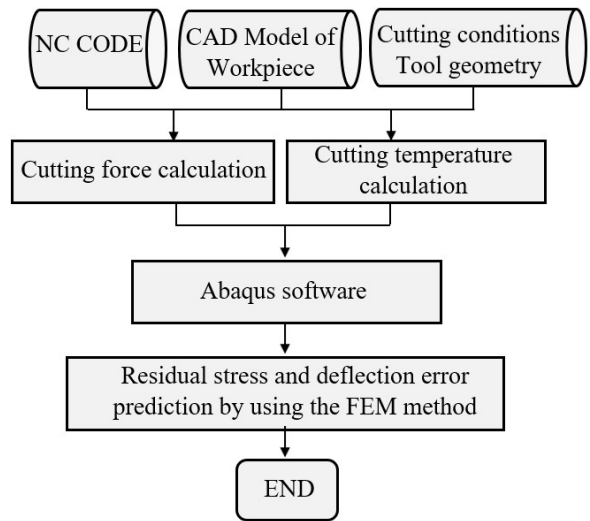 NC CODE
CAD Model of
Workpiece
Cutting conditions
Tool geometry
Cutting force calculation
Cutting temperature
calculation
Abaqus software
Residual stress and deflection error
prediction by using the FEM method
END